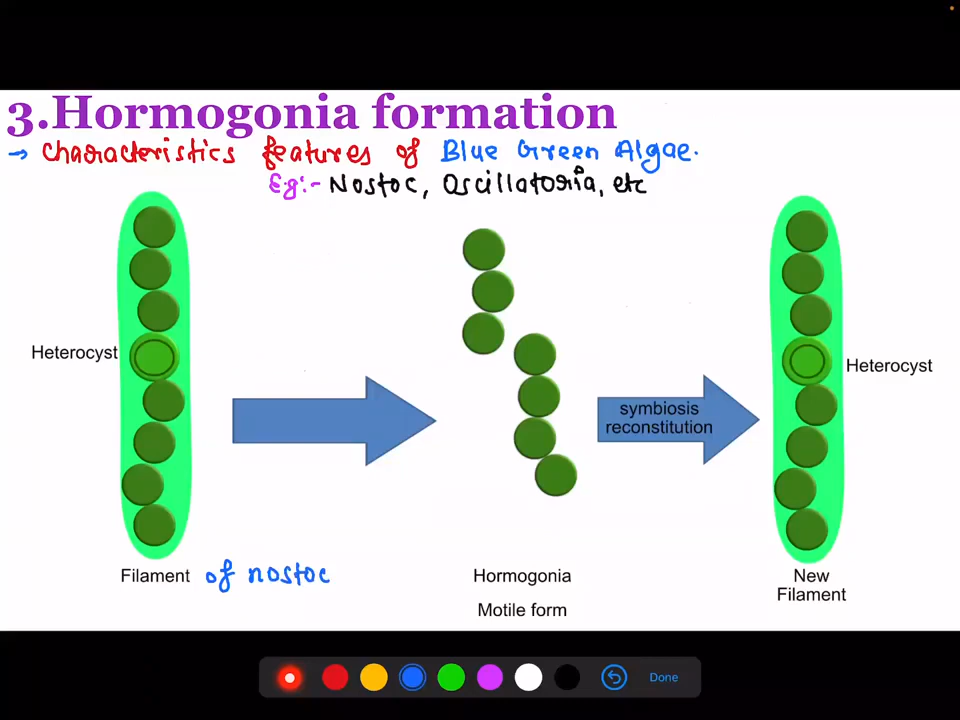 3.Hormogonia formation
→ Characteristics features of Blue Green Algae.
Eg:- Nostoc, Oscillatoria, etc
Heterocyst
Heterocyst
symbiosis
reconstitution
Filament of nostoc
Hormogonia
Motile form
New
Filament
Done